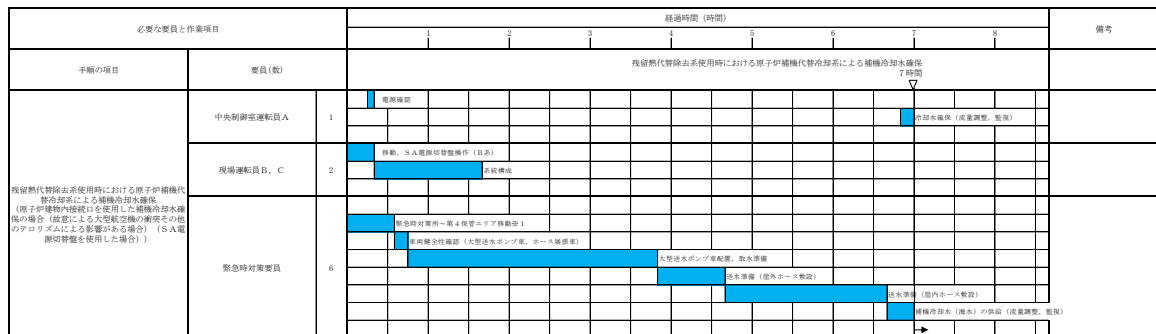 必要な要員と作業項目
経過時間（時間）
備考
1 2 3 4 5 6 7 8
手順の項目
要員(数)
残留熱代替除去系使用時における原子炉補機代替冷却系による補機冷却水確保
7時間
残留熱代替除去系使用時における原子炉補機代
替冷却系による補機冷却水確保
（原子炉建物内接続口を使用した補機冷却水確
保の場合（故意による大型航空機の衝突その他
のテロリズムによる影響がある場合）（ＳＡ電
源切替盤を使用した場合））
中央制御室運転員Ａ
1
電源確認
冷却水確保（流量調整，監視）
現場運転員Ｂ，Ｃ
2
移動，ＳＡ電源切替盤操作（Ｂ系）
系統構成
緊急時対策要員
6
緊急時対策所～第４保管エリア移動※１
車両健全性確認（大型送水ポンプ車，ホース展張車）
大型送水ポンプ車配置，取水準備
送水準備（屋外ホース敷設）
送水準備（屋内ホース敷設）
補機冷却水（海水）の供給（流量調整，監視）